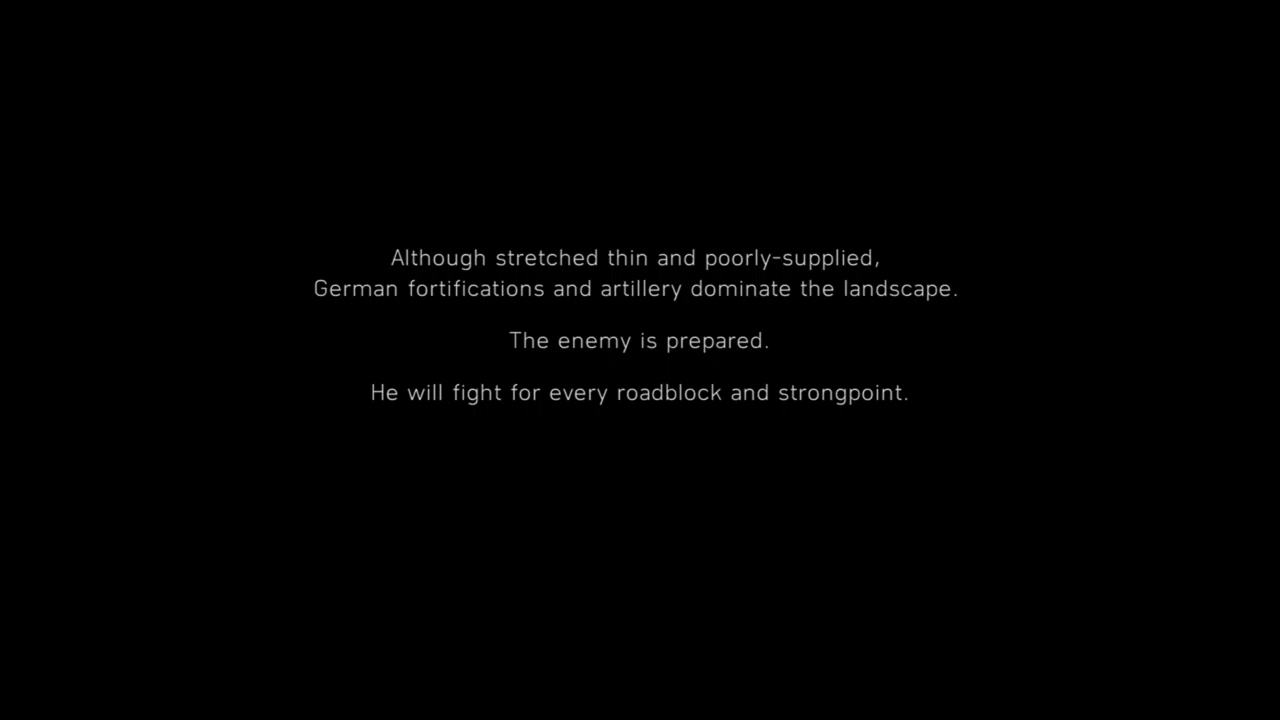 Although stretched thin and poorly-supplied,
German fortifications and artillery dominate the landscape.
The enemy is prepared.
He will fight for every roadblock and strongpoint.